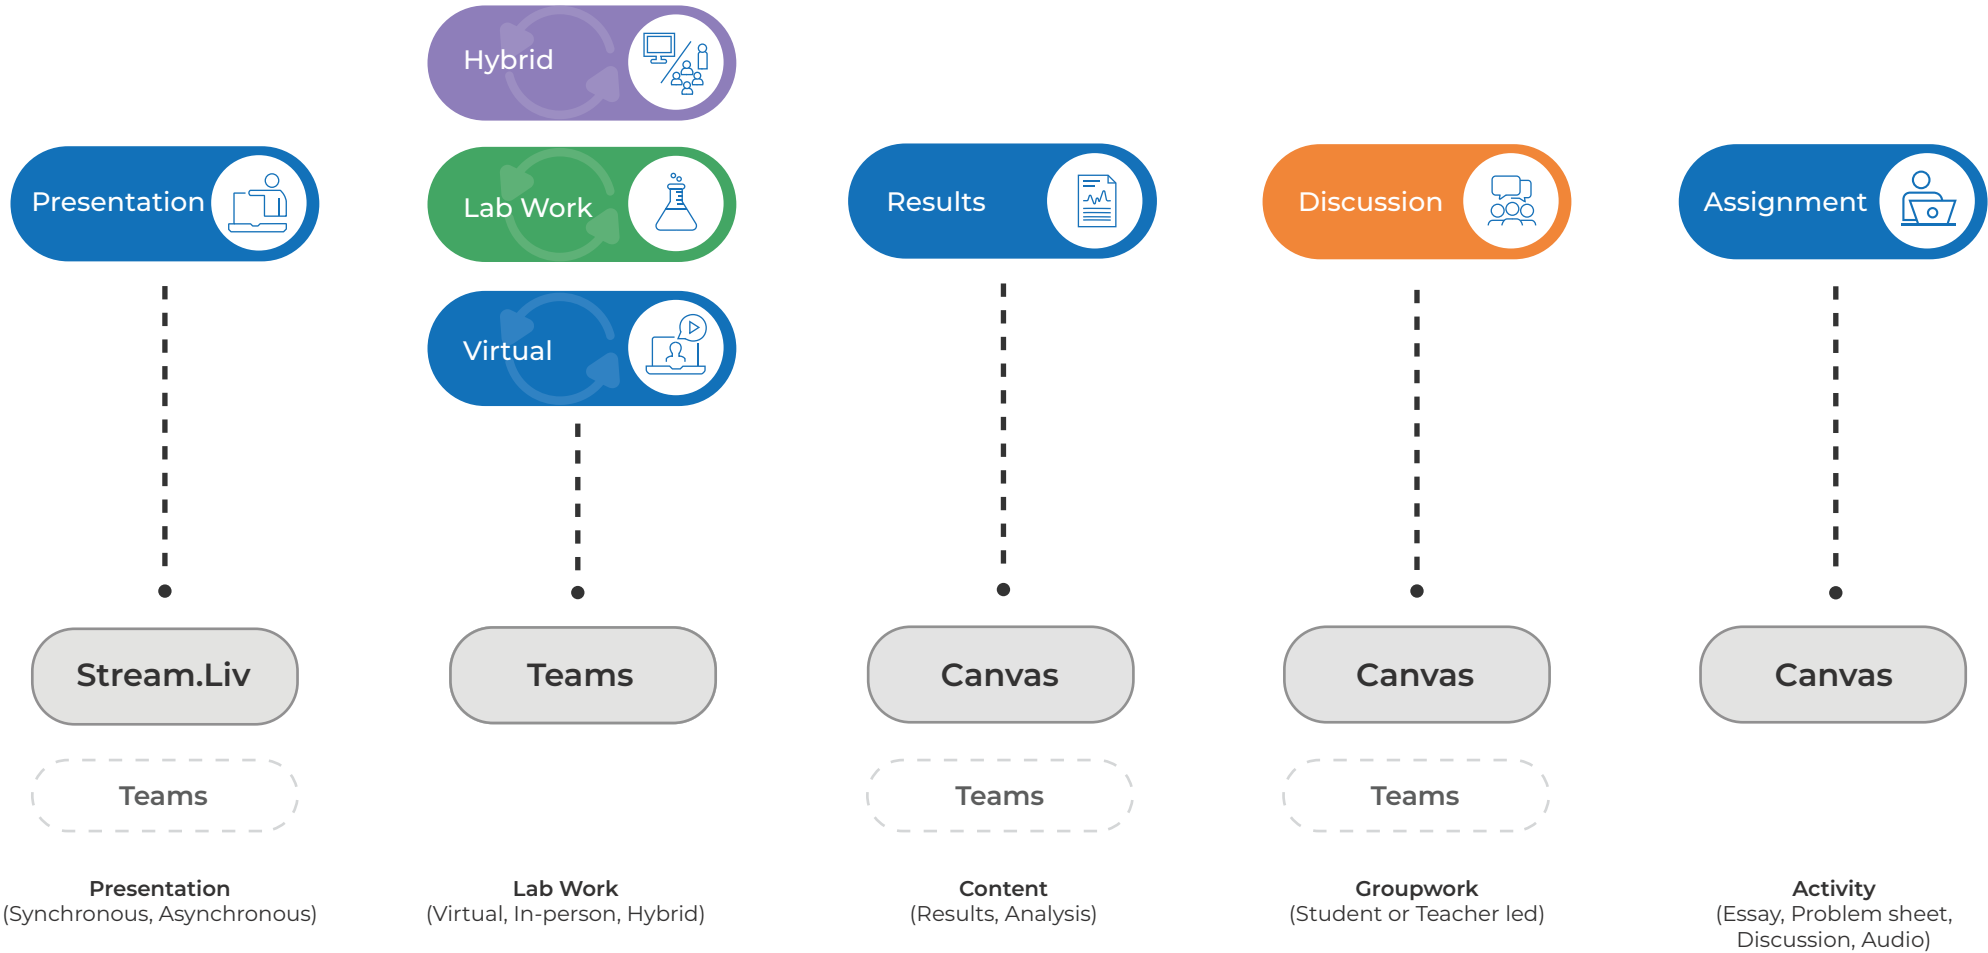 Hybrid
Presentation
Lab Work
Results
Discussion
Assignment
Virtual
Stream.Liv
Teams
Canvas
Canvas
Canvas
Teams
Teams
Teams
Presentation
(Synchronous, Asynchronous)
Lab Work
(Virtual, In-person, Hybrid)
Content
(Results, Analysis)
Groupwork
(Student or Teacher led)
Activity
(Essay, Problem sheet,
Discussion, Audio)